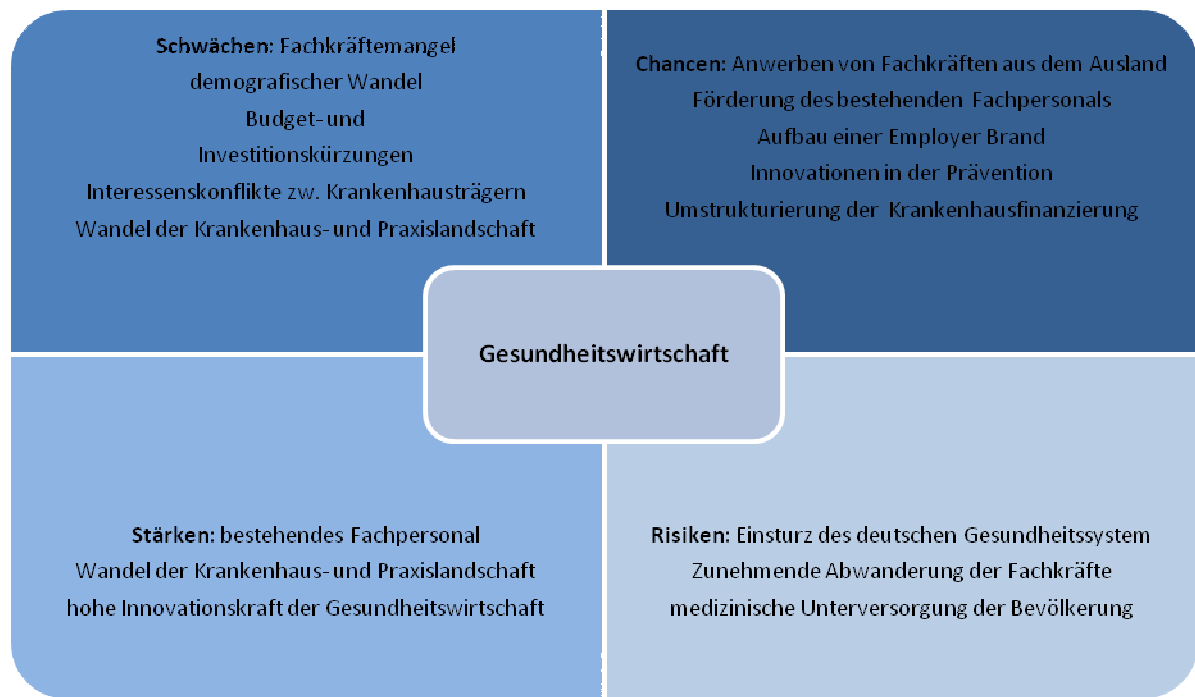 Schwächen: Fachkräftemangel
demografischer Wandel
Budget- und
Investitionskürzungen
Interessenskonflikte zw. Krankenhausträgern
Wandel der Krankenhaus- und Praxislandschaft
Chancen: Anwerben von Fachkräften aus dem Ausland
Förderung des bestehenden Fachpersonals
Aufbau einer Employer Brand
Innovationen in der Prävention
Umstrukturierung der Krankenhausfinanzierung
Gesundheitswirtschaft
Stärken: bestehendes Fachpersonal
Wandel der Krankenhaus- und Praxislandschaft
hohe Innovationskraft der Gesundheitswirtschaft
Risiken: Einsturz des deutschen Gesundheitssystem
Zunehmende Abwanderung der Fachkräfte
medizinische Unterversorgung der Bevölkerung